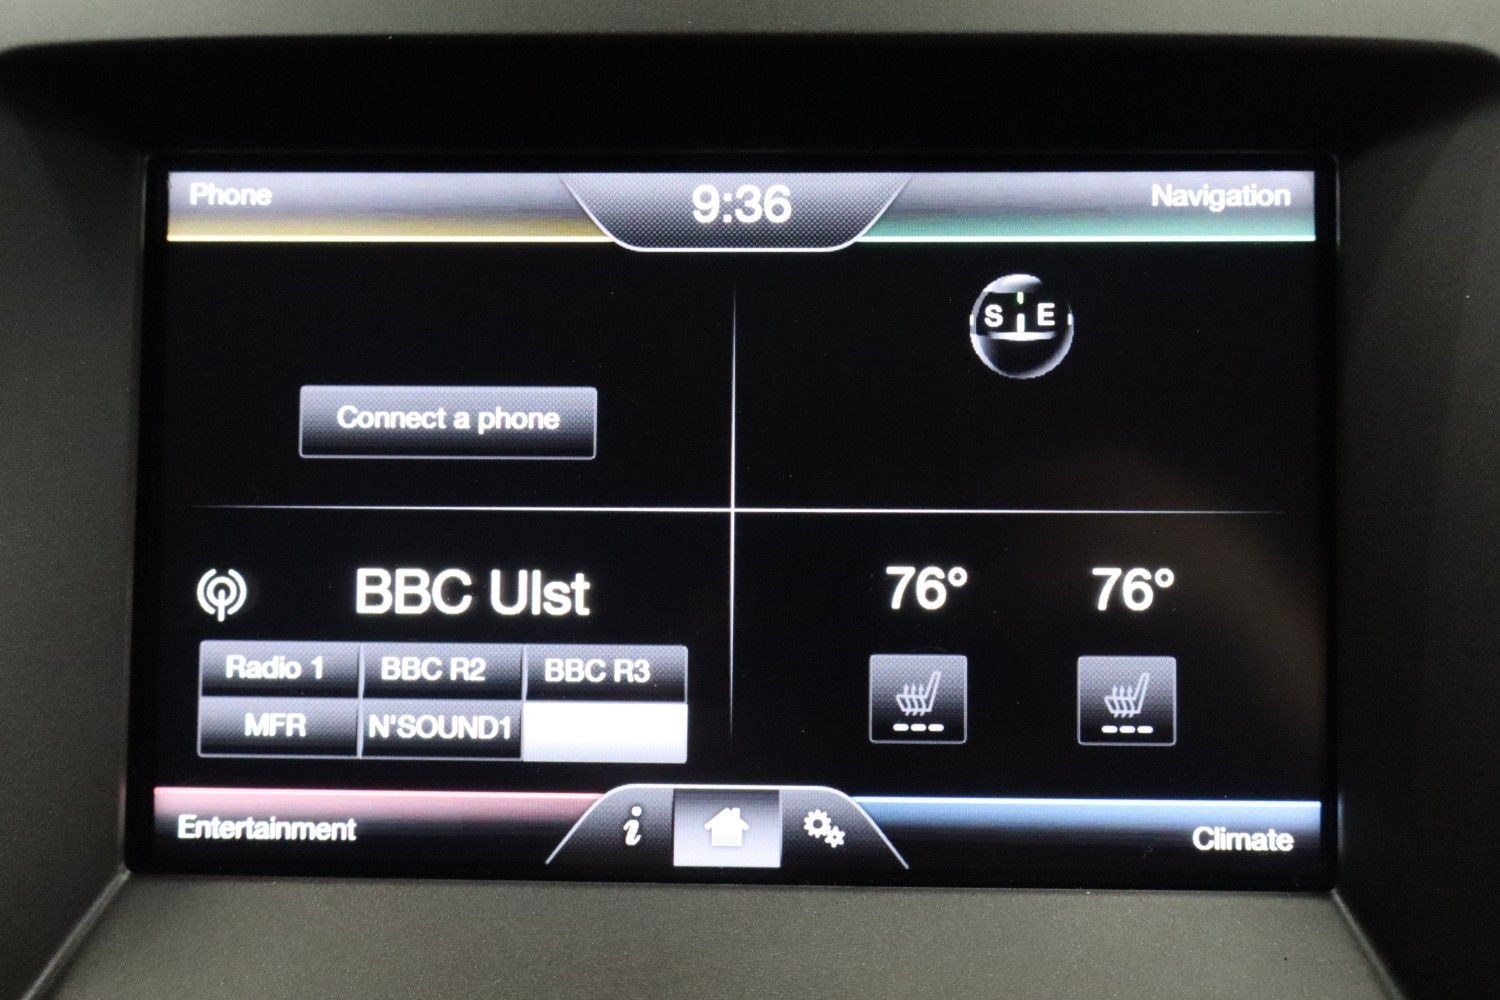 Phone
9:36
Navigation
S E
Connect a phone
BBC Ulst
76° 76°
Radio 1 BBC R2 BBC R3
MFR N'SOUND1
Entertainment
i
Climate